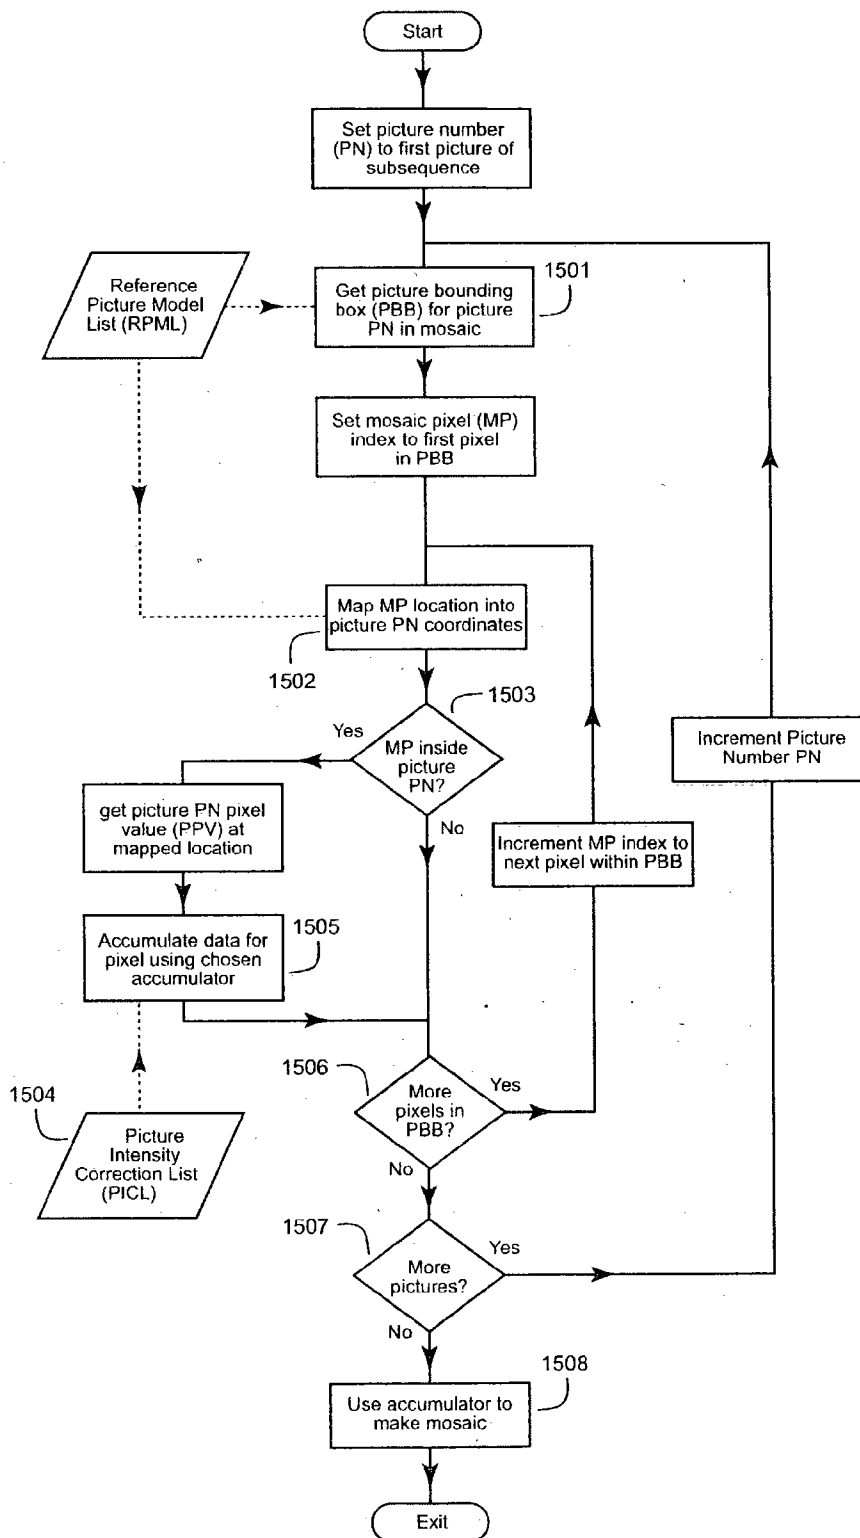 Start
Set picture number
(PN) to first picture of
subsequence
1501
Reference
Picture Model
List (RPML)
Get picture bounding
box (PBB) for picture
PN in mosaic
Set mosaic pixel (MP)
index to first pixel
in PBB
Map MP location into
picture PN coordinates
1502
1503
Yes
MP inside
picture
PN?
No
Increment Picture
Number PN
get picture PN pixel
value (PPV) at
mapped location
Increment MP index to
next pixel within PBB
1505
Accumulate data for
pixel using chosen
accumulator
1506
More
pixels in
PBB?
Yes
No
1504
Picture
Intensity
Correction List
(PICL)
1507
More
pictures?
Yes
No
1508
Use accumulator to
make mosaic
Exit